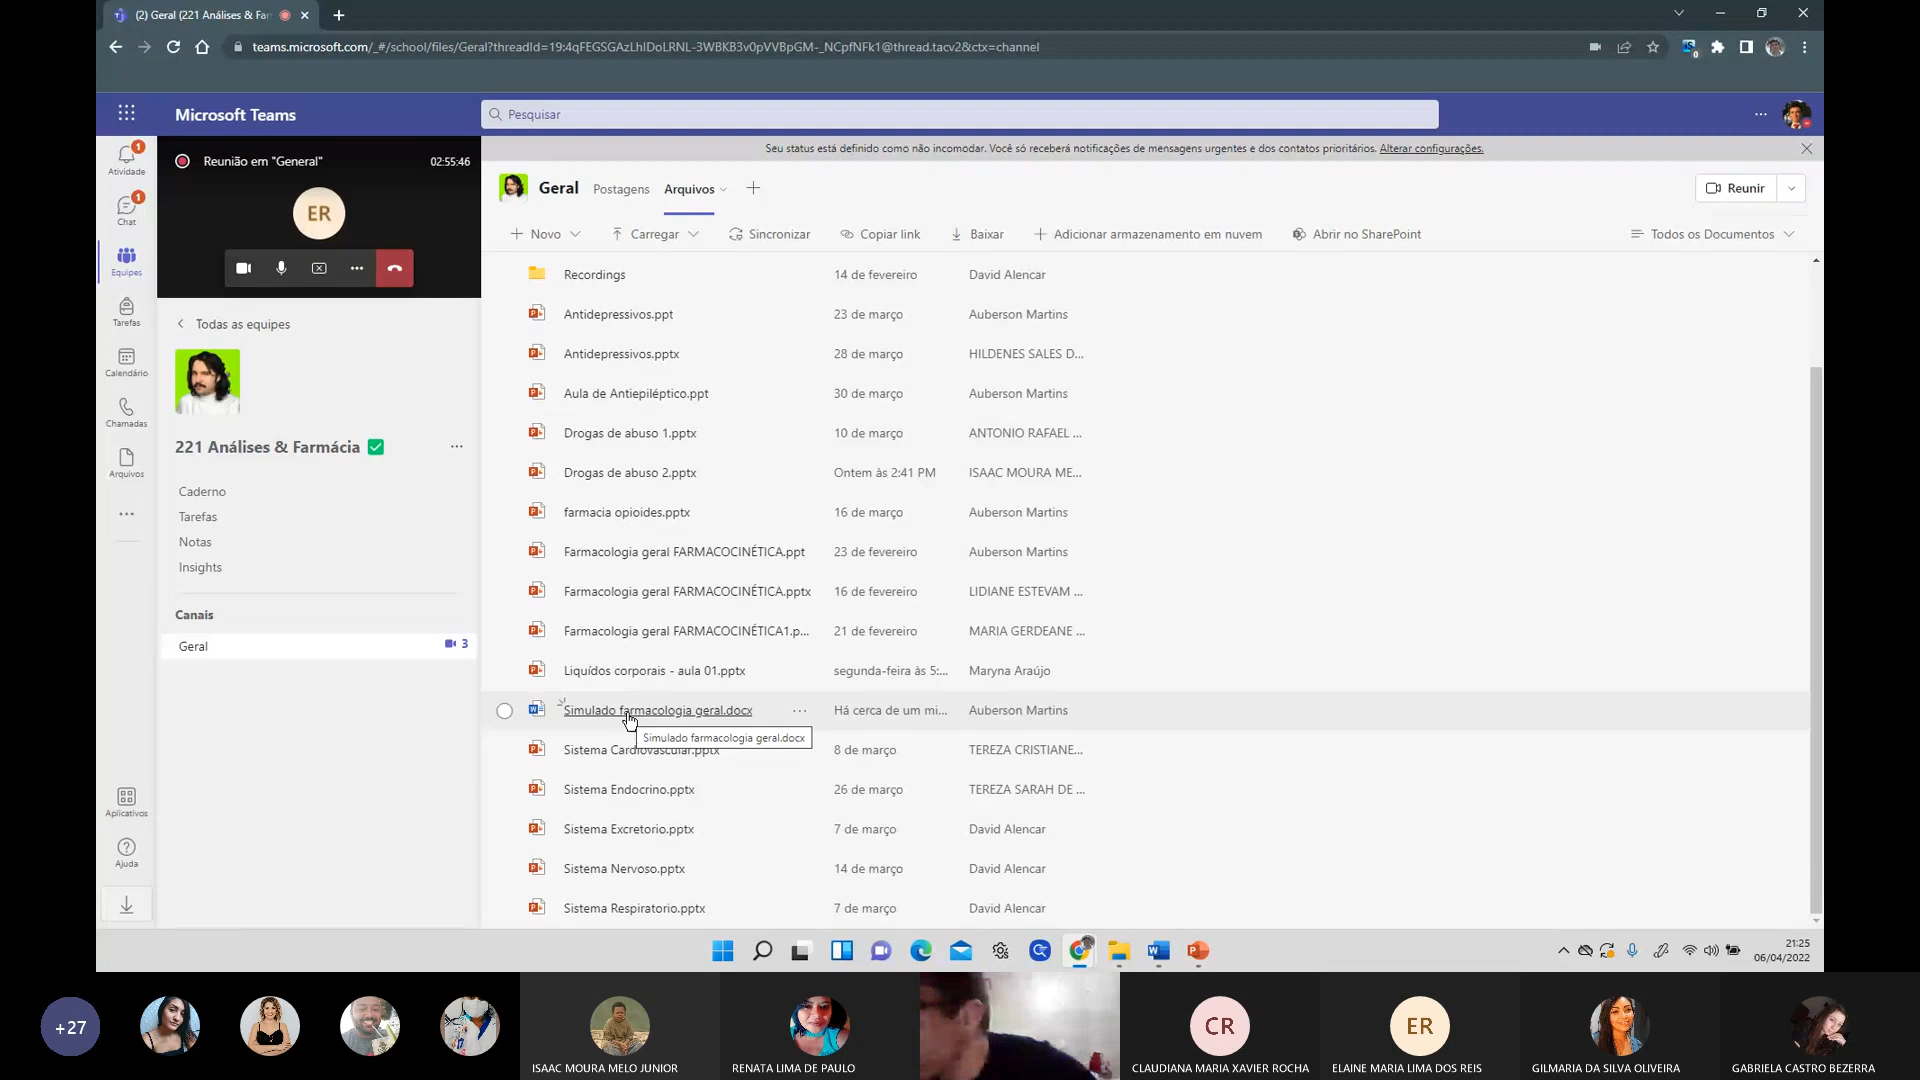 (2) Geral (221 Análises & Far
teams.microsoft.com/_#/school/files/Geral?threadId=19:4qFEGSGAzLhIDoLRNL-3WBKB3v0pVVBpGM-_NCpfNFk1@thread.tacv2&ctx=channel
Microsoft Teams
Pesquisar
Seu status está definido como não incomodar. Você só receberá notificações de mensagens urgentes e dos contatos prioritários. Alterar configurações.
Atividade
1
Chat
1
Equipes
Tarefas
Calendário
Chamadas
Arquivos
Aplicativos
Ajuda
Reunião em "General" 02:55:46
ER
Todas as equipes
221 Análises & Farmácia
Caderno
Tarefas
Notas
Insights
Canais
Geral 3
Geral Postagens Arquivos
Reunir
Novo Carregar Sincronizar Copiar link Baixar Adicionar armazenamento em nuvem Abrir no SharePoint Todos os Documentos
Recordings 14 de fevereiro David Alencar
Antidepressivos.ppt 23 de março Auberson Martins
Antidepressivos.pptx 28 de março HILDENES SALES D...
Aula de Antiepiléptico.ppt 30 de março Auberson Martins
Drogas de abuso 1.pptx 10 de março ANTONIO RAFAEL ...
Drogas de abuso 2.pptx Ontem às 2:41 PM ISAAC MOURA ME...
farmacia opioides.pptx 16 de março Auberson Martins
Farmacologia geral FARMACOCINÉTICA.ppt 23 de fevereiro Auberson Martins
Farmacologia geral FARMACOCINÉTICA.pptx 16 de fevereiro LIDIANE ESTEVAM ...
Farmacologia geral FARMACOCINÉTICA1.p... 21 de fevereiro MARIA GERDEANE ...
Liquídos corporais - aula 01.pptx segunda-feira às 5:... Maryna Araújo
Simulado farmacologia geral.docx ... Há cerca de um mi... Auberson Martins
Simulado farmacologia geral.docx
Sistema Cardiovascular.pptx 8 de março TEREZA CRISTIANE...
Sistema Endocrino.pptx 26 de março TEREZA SARAH DE ...
Sistema Excretorio.pptx 7 de março David Alencar
Sistema Nervoso.pptx 14 de março David Alencar
Sistema Respiratorio.pptx 7 de março David Alencar
21:25
06/04/2022
+27
ISAAC MOURA MELO JUNIOR
RENATA LIMA DE PAULO
CR
CLAUDIANA MARIA XAVIER ROCHA
ER
ELAINE MARIA LIMA DOS REIS
GILMARIA DA SILVA OLIVEIRA
GABRIELA CASTRO BEZERRA